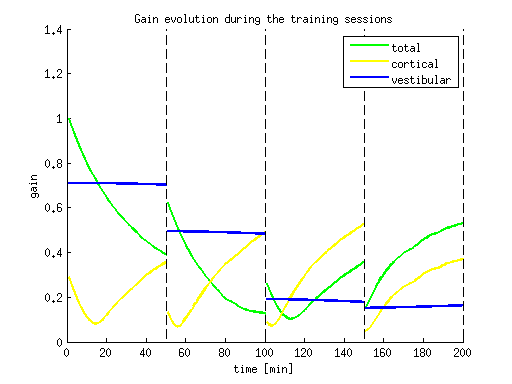 Gain evolution during the training sessions
1.4
1.2
1
0.8
0.6
0.4
0.2
0
gain
total
cortical
vestibular
0 20 40 60 80 100 120 140 160 180 200
time [min]